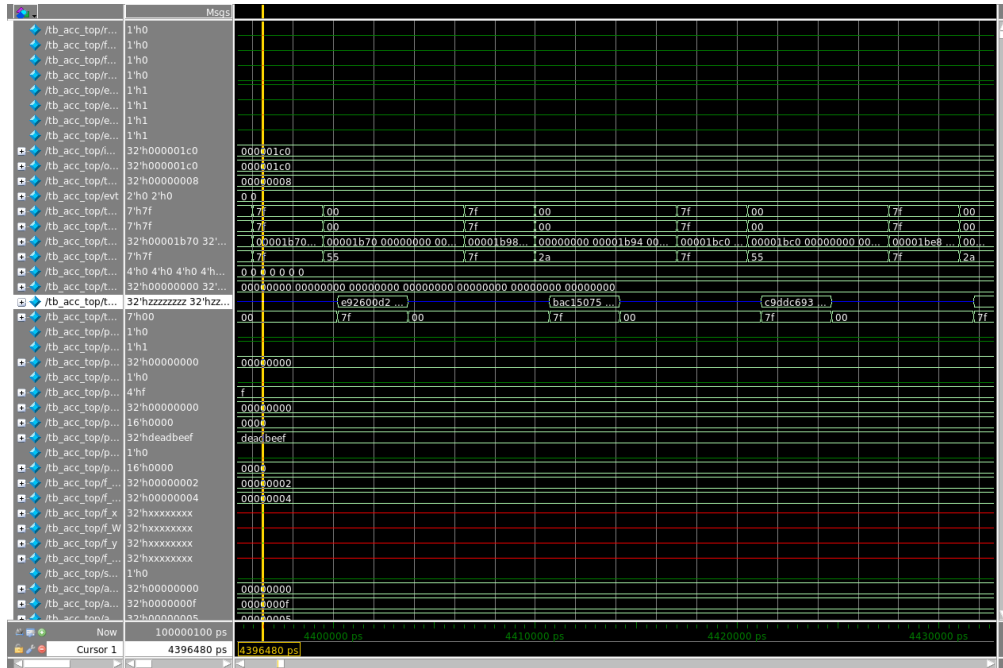 Msgs
/tb_acc_top/r... 1'h0
/tb_acc_top/f... 1'h0
/tb_acc_top/f... 1'h0
/tb_acc_top/r... 1'h0
/tb_acc_top/e... 1'h1
/tb_acc_top/e... 1'h1
/tb_acc_top/e... 1'h1
/tb_acc_top/e... 1'h1
/tb_acc_top/i... 32'h000001c0 000001c0
/tb_acc_top/o... 32'h000001c0 000001c0
/tb_acc_top/t... 32'h00000008 00000008
/tb_acc_top/evt 2'h0 2'h0 0 0
/tb_acc_top/t... 7'h7f 7f 00 7f 00 7f 00 7f 00
/tb_acc_top/t... 7'h7f 7f 00 7f 00 7f 00 7f 00
/tb_acc_top/t... 32'h00001b70 32'... 00001b70... 00001b70 00000000 00... 00001b98... 00000000 00001b94 00... 00001bc0 ... 00001bc0 00000000 00... 00001be8 ... 00...
/tb_acc_top/t... 7'h7f 7f 55 7f 2a 7f 55 7f 2a
/tb_acc_top/t... 4'h0 4'h0 4'h0 4'h... 0 0 0 0 0 0 0
/tb_acc_top/t... 32'h00000000 32'... 00000000 00000000 00000000 00000000 00000000 00000000 00000000
/tb_acc_top/t... 32'hzzzzzzzz 32'hzz... e92600d2 ... bac15075 ... c9ddc693 ...
/tb_acc_top/t... 7'h00 00 7f 00 7f 00 7f 00 7f
/tb_acc_top/p... 1'h0
/tb_acc_top/p... 1'h1
/tb_acc_top/p... 32'h00000000 00000000
/tb_acc_top/p... 1'h0
/tb_acc_top/p... 4'hf f
/tb_acc_top/p... 32'h00000000 00000000
/tb_acc_top/p... 16'h0000 0000
/tb_acc_top/p... 32'hdeadbeef deadbeef
/tb_acc_top/p... 1'h0
/tb_acc_top/p... 16'h0000 0000
/tb_acc_top/f_... 32'h00000002 00000002
/tb_acc_top/f_... 32'h00000004 00000004
/tb_acc_top/f_x 32'hxxxxxxxx
/tb_acc_top/f_W 32'hxxxxxxxx
/tb_acc_top/f_y 32'hxxxxxxxx
/tb_acc_top/f_... 32'hxxxxxxxx
/tb_acc_top/s... 1'h0
/tb_acc_top/a... 32'h00000000 00000000
/tb_acc_top/a... 32'h0000000f 0000000f
/tb_acc_top/a... 32'h00000005 00000005
Now 100000100 ps 4400000 ps 4410000 ps 4420000 ps 4430000 ps
Cursor 1 4396480 ps 4396480 ps